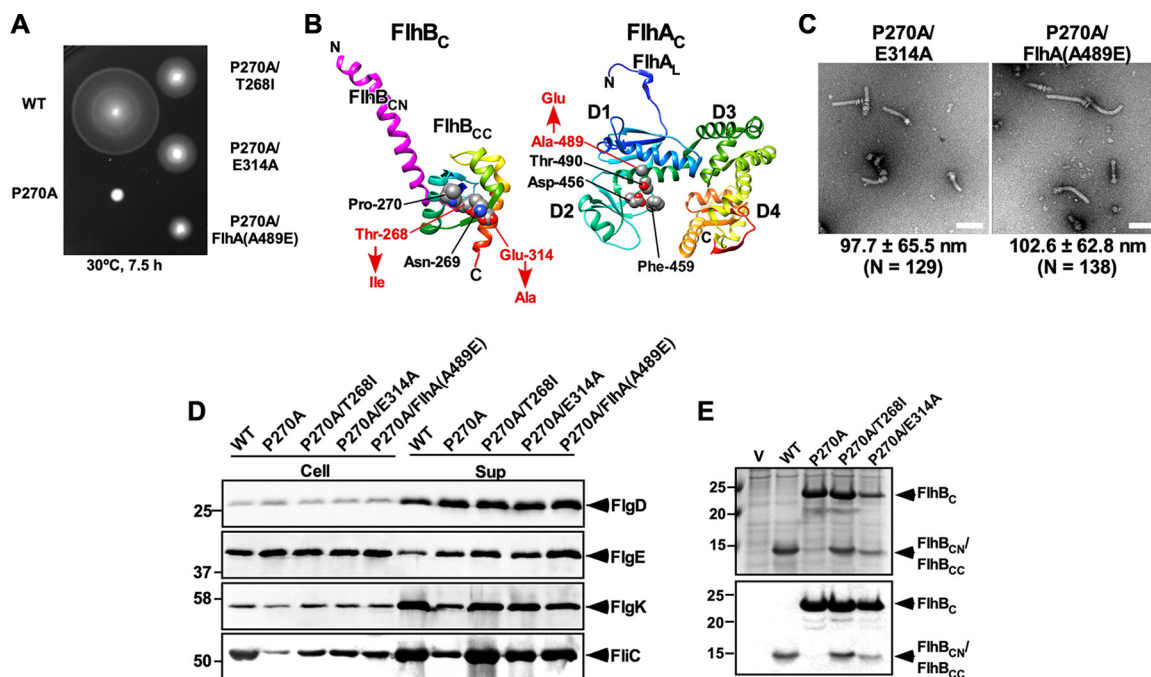 A
WT
P270A
P270A/
T268I
P270A/
E314A
P270A/
FlhA(A489E)
30ºC, 7.5 h
B
FlhBC
N
FlhBCN
FlhBCC
Pro-270
Thr-268
Ile
Asn-269
C
Glu-314
Ala
FlhAC
FlhAL
N
Glu
D1
D3
Ala-489
Thr-490
Asp-456
D2
D4
C
Phe-459
C
P270A/
E314A
97.7 ± 65.5 nm
(N = 129)
P270A/
FlhA(A489E)
102.6 ± 62.8 nm
(N = 138)
D
WT
P270A
P270A/T268I
P270A/E314A
P270A/FlhA(A489E)
WT
P270A
P270A/T268I
P270A/E314A
P270A/FlhA(A489E)
Cell
Sup
25
FlgD
37
FlgE
58
FlgK
50
FliC
E
V
WT
P270A
P270A/T268I
P270A/E314A
25
20
15
FlhBC
FlhBCN/
FlhBCC
25
20
15
FlhBC
FlhBCN/
FlhBCC